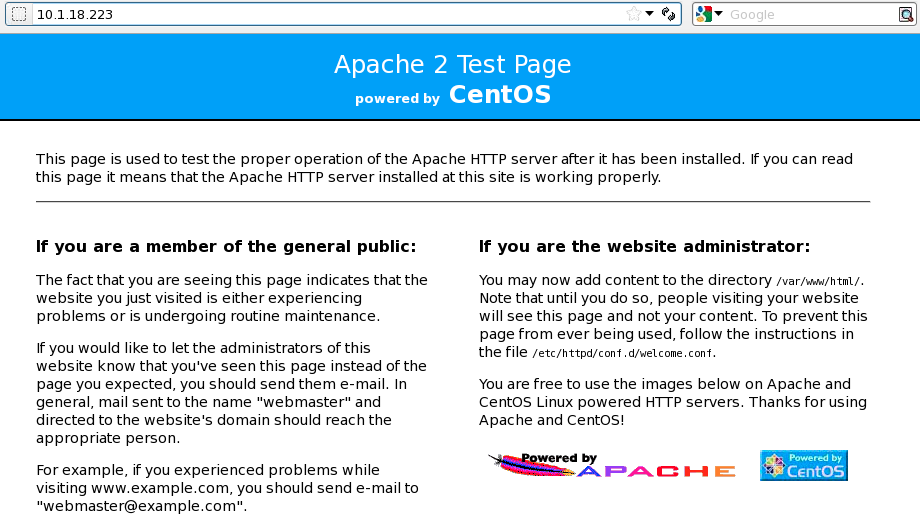 10.1.18.223
Google
Apache 2 Test Page
powered by CentOS
This page is used to test the proper operation of the Apache HTTP server after it has been installed. If you can read
this page it means that the Apache HTTP server installed at this site is working properly.
If you are a member of the general public:
The fact that you are seeing this page indicates that the
website you just visited is either experiencing
problems or is undergoing routine maintenance.
If you would like to let the administrators of this
website know that you've seen this page instead of the
page you expected, you should send them e-mail. In
general, mail sent to the name "webmaster" and
directed to the website's domain should reach the
appropriate person.
For example, if you experienced problems while
visiting www.example.com, you should send e-mail to
"webmaster@example.com".
If you are the website administrator:
You may now add content to the directory /var/www/html/.
Note that until you do so, people visiting your website
will see this page and not your content. To prevent this
page from ever being used, follow the instructions in
the file /etc/httpd/conf.d/welcome.conf.
You are free to use the images below on Apache and
CentOS Linux powered HTTP servers. Thanks for using
Apache and CentOS!
Powered by
APACHE
Powered by
CentOS